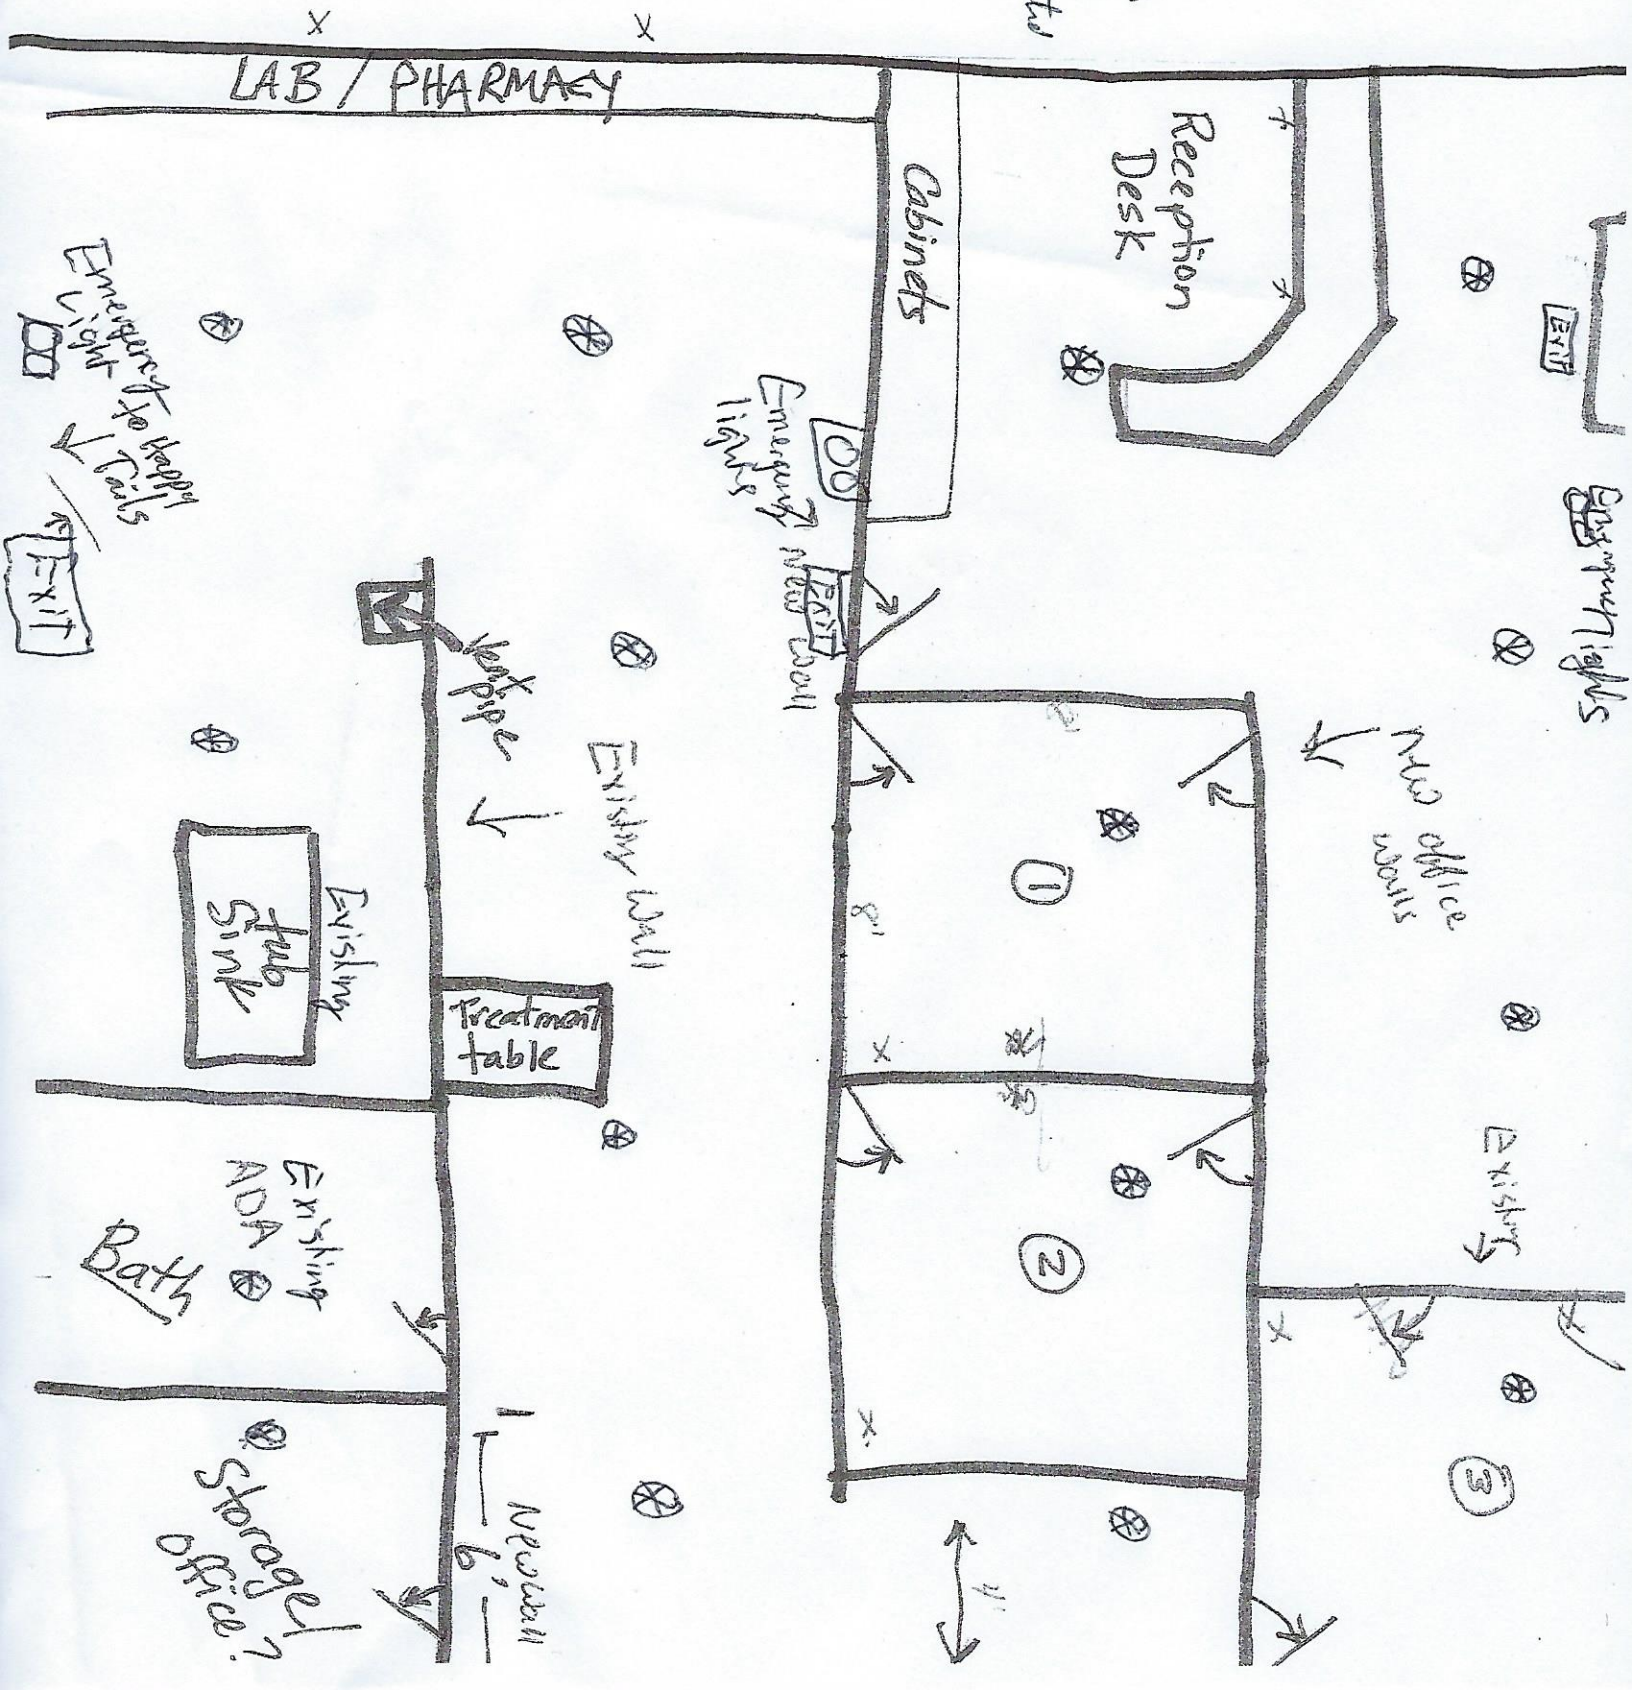 LAB / PHARMACY
Cabinets
Reception
Desk
Exit
Emergency lights
Emergency
light
to Happy
Tails
Exit
Emergency
lights
New wall
Exit
Vent
pipe
Existing Wall
New office
walls
1
8'
Existing
tub
Sink
Treatment
table
Existing
ADA
Bath
2
Existing
3
Storage/
office?
New wall
6'
4'